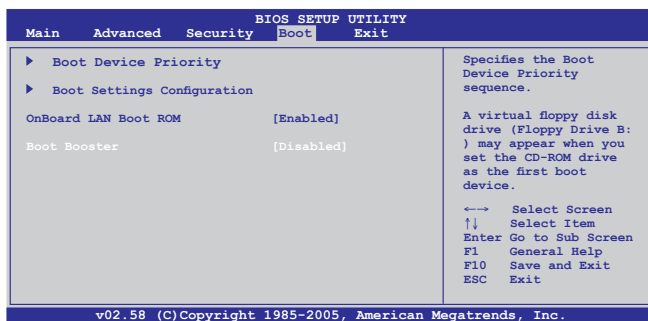 BIOS SETUP UTILITY
Main Advanced Security Boot Exit
Boot Device Priority
Boot Settings Configuration
OnBoard LAN Boot ROM [Enabled]
Boot Booster [Disabled]
Specifies the Boot
Device Priority
sequence.
A virtual floppy disk
drive (Floppy Drive B:
) may appear when you
set the CD-ROM drive
as the first boot
device.
←→ Select Screen
↑↓ Select Item
Enter Go to Sub Screen
F1 General Help
F10 Save and Exit
ESC Exit
v02.58 (C)Copyright 1985-2005, American Megatrends, Inc.